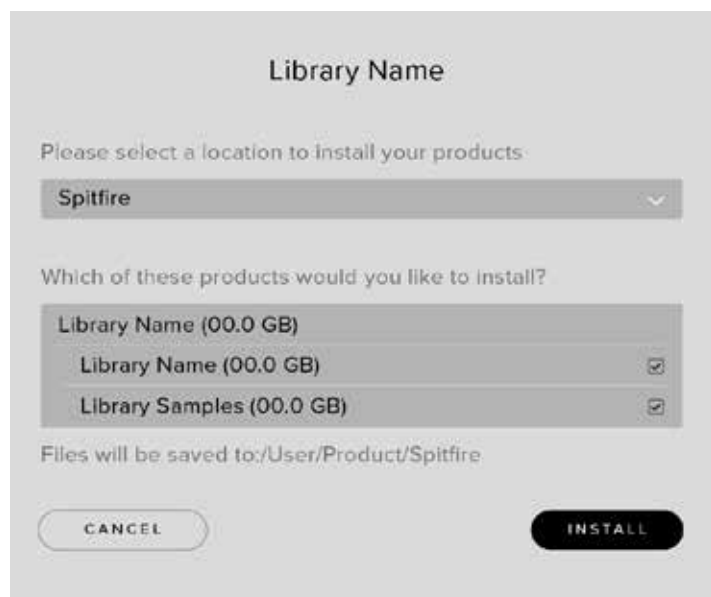 Library Name
Please select a location to install your products
Spitfire
Which of these products would you like to install?
Library Name (00.0 GB)
Library Name (00.0 GB)
Library Samples (00.0 GB)
Files will be saved to:/User/Product/Spitfire
CANCEL
INSTALL